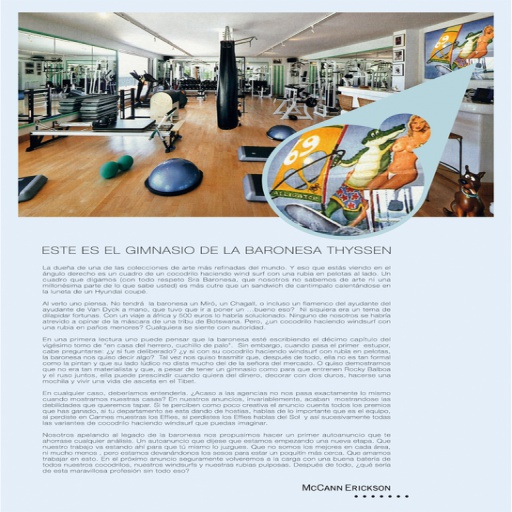 69
ALLIGATOR
ESTE ES EL GIMNASIO DE LA BARONESA THYSSEN
La dueña de una de las colecciones de arte más refinadas del mundo. Y eso que estás viendo en el
ángulo derecho es un cuadro de un cocodrilo haciendo wind surf con una rubia en pelotas al lado. Un
cuadro que digamos (con todo respeto Sra Baronesa, que nosotros no sabemos de arte ni una
millonésima parte de lo que sabe usted) es más cutre que un sandwich de cantimpalo calentándose en
la luneta de un Hyundai coupé.
Al verlo uno piensa. No tendrá la baronesa un Miró, un Chagall, o incluso un flamenco del ayudante del
ayudante de Van Dyck a mano, que tuvo que ir a poner un ...bueno eso? Ni siquiera era un tema de
dilapidar fortunas. Con un viaje a áfrica y 500 euros lo habría solucionado. Ninguno de nosotros se habría
atrevido a opinar de la máscara de una tribu de Botswana. Pero, ¿un cocodrilo haciendo windsurf con
una rubia en paños menores? Cualquiera se siente con autoridad.
En una primera lectura uno puede pensar que la baronesa esté escribiendo el décimo capítulo del
vigésimo tomo de "en casa del herrero, cuchillo de palo". Sin embargo, cuando pasa el primer estupor,
cabe preguntarse: ¿y si fue deliberado? ¿y si con su cocodrilo haciendo windsurf con rubia en pelotas,
la baronesa nos quiso decir algo? Tal vez nos quiso transmitir que, después de todo, ella no es tan formal
como la pintan y que su lado lúdico no dista mucho del de la señora del mercado. O quiso demostrarnos
que no era tan materialista y que, a pesar de tener un gimnasio como para que entrenen Rocky Balboa
y el ruso juntos, ella puede prescindir cuando quiera del dinero, decorar con dos duros, hacerse una
mochila y vivir una vida de asceta en el Tibet.
En cualquier caso, deberíamos entenderla. ¿Acaso a las agencias no nos pasa exactamente lo mismo
cuando mostramos nuestras casas? En nuestros anuncios, invariablemente, acaban mostrándose las
debilidades que queremos tapar. Si te perciben como poco creativa el anuncio cuenta todos los premios
que has ganado, si tu departamento es está dorado de hostias, hablas de lo importante que es el equipo,
si perdiste en Cannes muestras los Effies, si perdiste los Effies hablas del Sol y así sucesivamente todas
las variantes de cocodrilo haciendo windsurf que puedas imaginar.
Nosotros apelando al legado de la baronesa nos propusimos hacer un primer autoanuncio que te
ahorrase cualquier análisis. Un autoanuncio que dijese que estamos empezando una nueva etapa. Que
nuestro trabajo va estando ahí para que tú mismo lo juzgues. Que no somos los mejores en cada área,
ni mucho menos, pero estamos devanándonos los sesos para estar un poquillín más cerca. Que amamos
trabajar en esto. En el próximo anuncio seguramente volveremos a la carga con una buena batería de
todos nuestros cocodrilos, nuestros windsurfs y nuestras rubias pulposas. Después de todo, ¿qué sería
de esta maravillosa profesión sin todo eso?
MCCANN ERICKSON